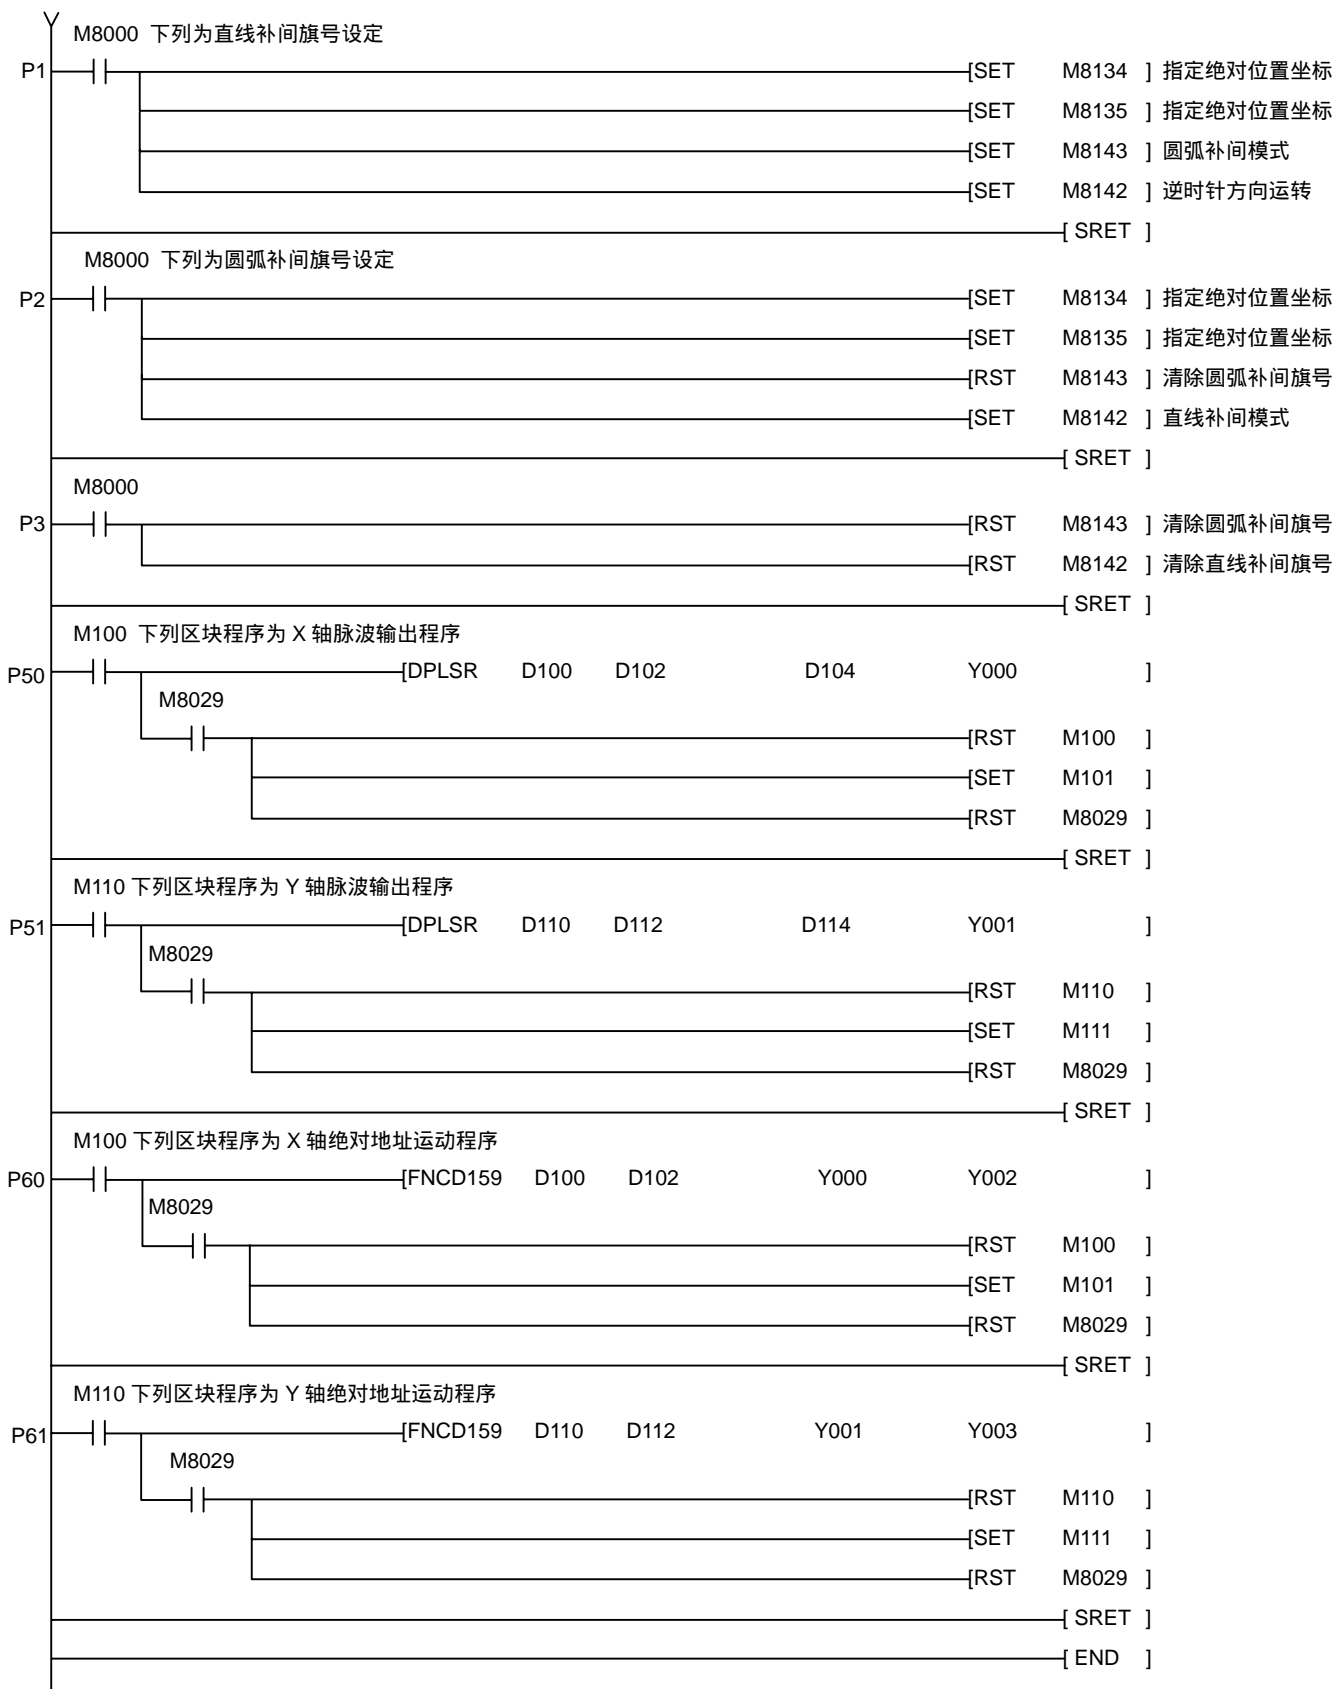 M8000 下列为直线补间旗号设定
P1 [SET M8134 ] 指定绝对位置坐标
[SET M8135 ] 指定绝对位置坐标
[SET M8143 ] 圆弧补间模式
[SET M8142 ] 逆时针方向运转
[ SRET ]
M8000 下列为圆弧补间旗号设定
P2 [SET M8134 ] 指定绝对位置坐标
[SET M8135 ] 指定绝对位置坐标
[RST M8143 ] 清除圆弧补间旗号
[SET M8142 ] 直线补间模式
[ SRET ]
M8000
P3 [RST M8143 ] 清除圆弧补间旗号
[RST M8142 ] 清除直线补间旗号
[ SRET ]
M100 下列区块程序为 X 轴脉波输出程序
P50 [DPLSR D100 D102 D104 Y000 ]
M8029
[RST M100 ]
[SET M101 ]
[RST M8029 ]
[ SRET ]
M110 下列区块程序为 Y 轴脉波输出程序
P51 [DPLSR D110 D112 D114 Y001 ]
M8029
[RST M110 ]
[SET M111 ]
[RST M8029 ]
[ SRET ]
M100 下列区块程序为 X 轴绝对地址运动程序
P60 [FNCD159 D100 D102 Y000 Y002 ]
M8029
[RST M100 ]
[SET M101 ]
[RST M8029 ]
[ SRET ]
M110 下列区块程序为 Y 轴绝对地址运动程序
P61 [FNCD159 D110 D112 Y001 Y003 ]
M8029
[RST M110 ]
[SET M111 ]
[RST M8029 ]
[ SRET ]
[ END ]